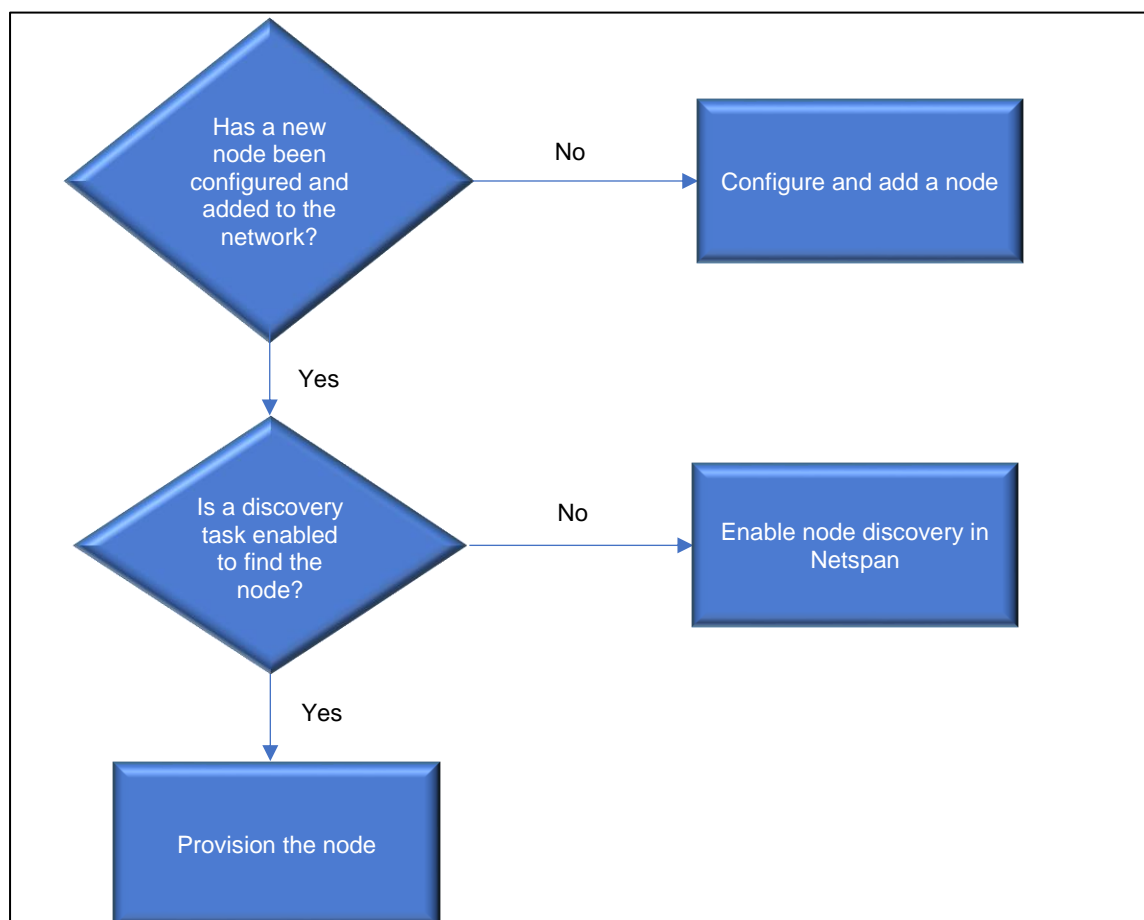 Has a new
node been
configured and
added to the
network?
No
Configure and add a node
Yes
Is a discovery
task enabled
to find the
node?
No
Enable node discovery in
Netspan
Yes
Provision the node